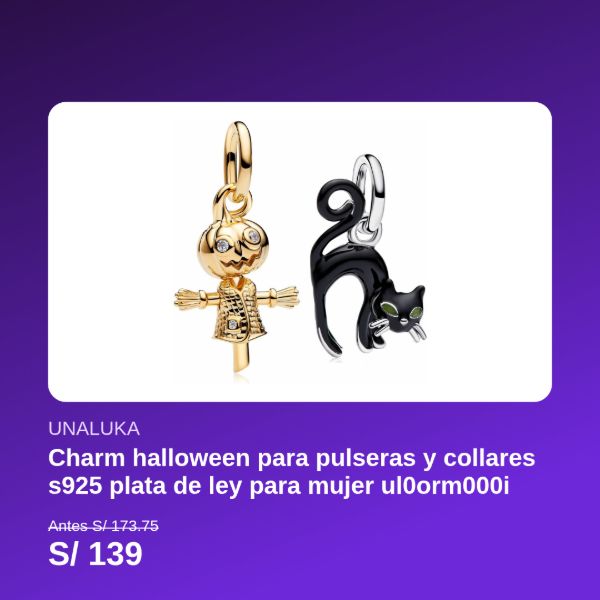 UNALUKA
Charm halloween para pulseras y collares
s925 plata de ley para mujer ul0orm000i
Antes S/ 173.75
S/ 139